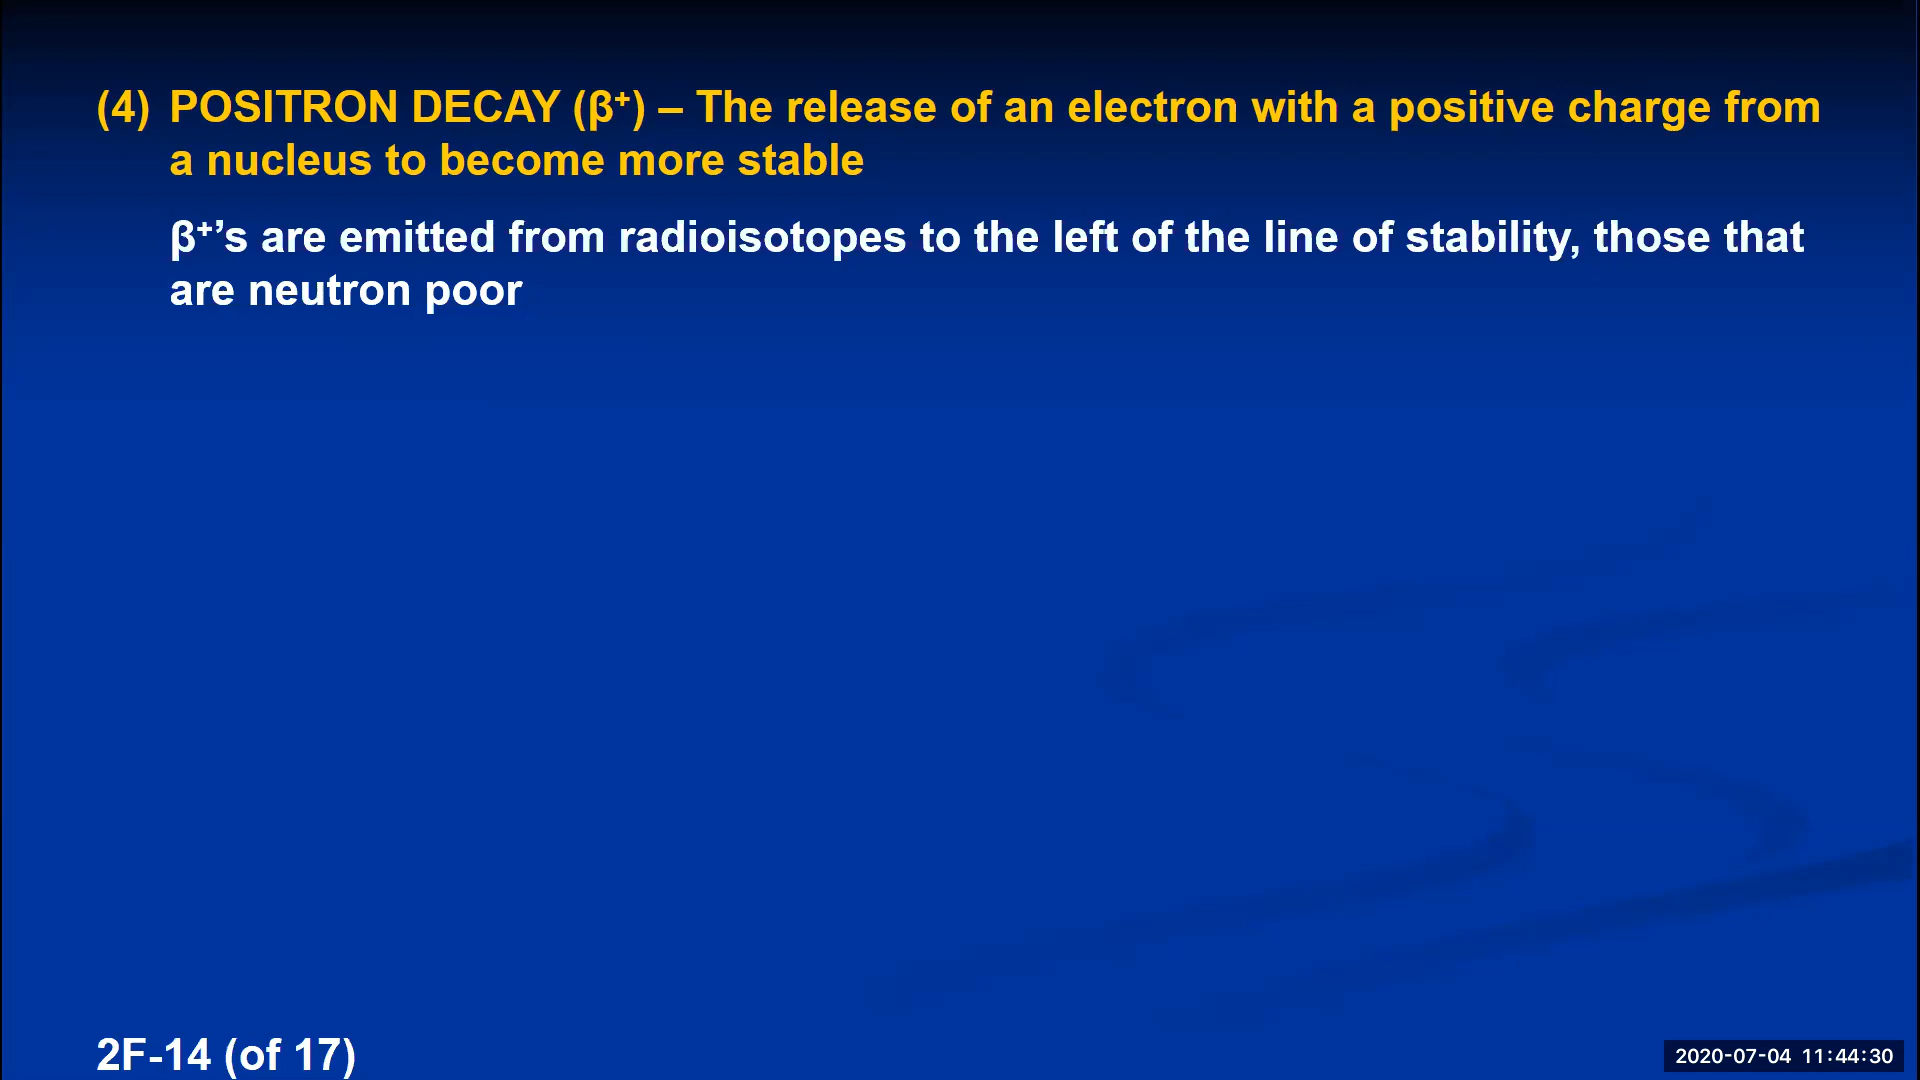 (4) POSITRON DECAY (β⁺) – The release of an electron with a positive charge from
a nucleus to become more stable
β⁺’s are emitted from radioisotopes to the left of the line of stability, those that
are neutron poor
2F-14 (of 17)
2020-07-04 11:44:30